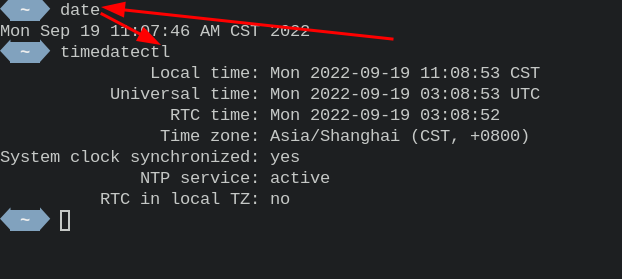 ~ date
Mon Sep 19 11:07:46 AM CST 2022
~ timedatectl
Local time: Mon 2022-09-19 11:08:53 CST
Universal time: Mon 2022-09-19 03:08:53 UTC
RTC time: Mon 2022-09-19 03:08:52
Time zone: Asia/Shanghai (CST, +0800)
System clock synchronized: yes
NTP service: active
RTC in local TZ: no
~